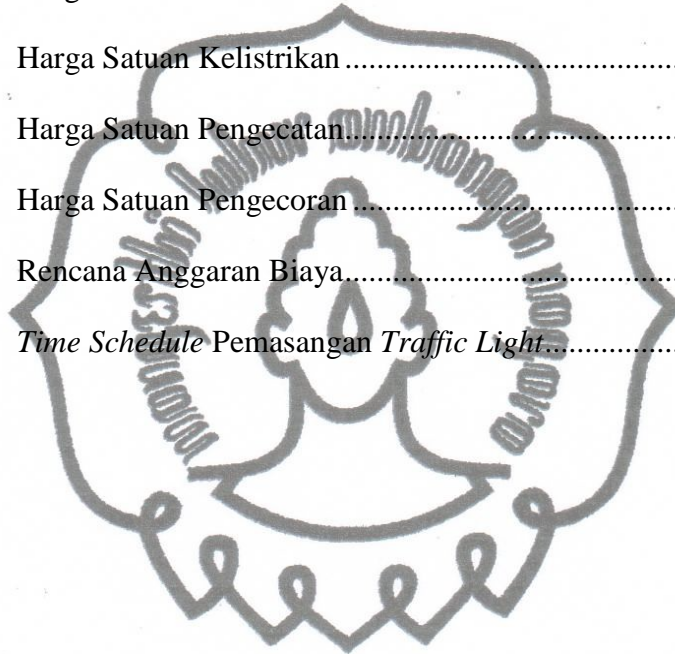 Harga Satuan Kelistrikan ...................................
Harga Satuan Pengecatan...................................
Harga Satuan Pengecoran ..................................
Rencana Anggaran Biaya...................................
Time Schedule Pemasangan Traffic Light..............